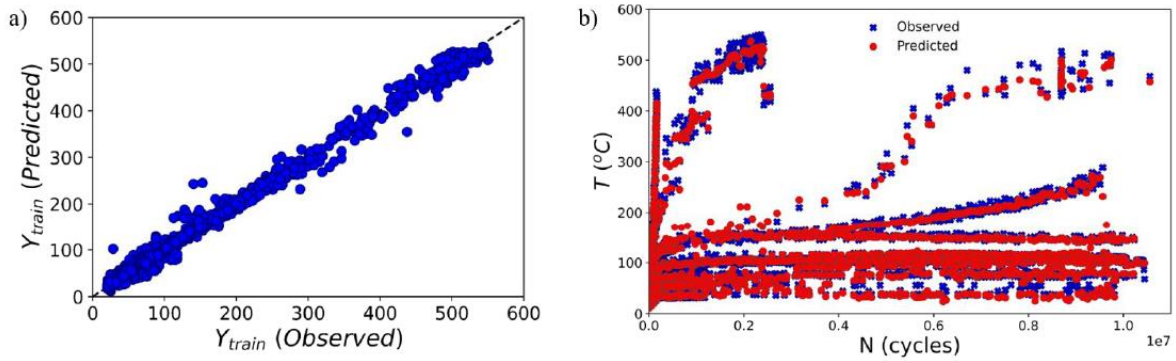 a)
600
500
400
300
200
100
0
Y_train (Predicted)
0 100 200 300 400 500 600
Y_train (Observed)
b)
600
500
400
300
200
100
0
T (°C)
Observed
Predicted
0.0 0.2 0.4 0.6 0.8 1.0
1e7
N (cycles)